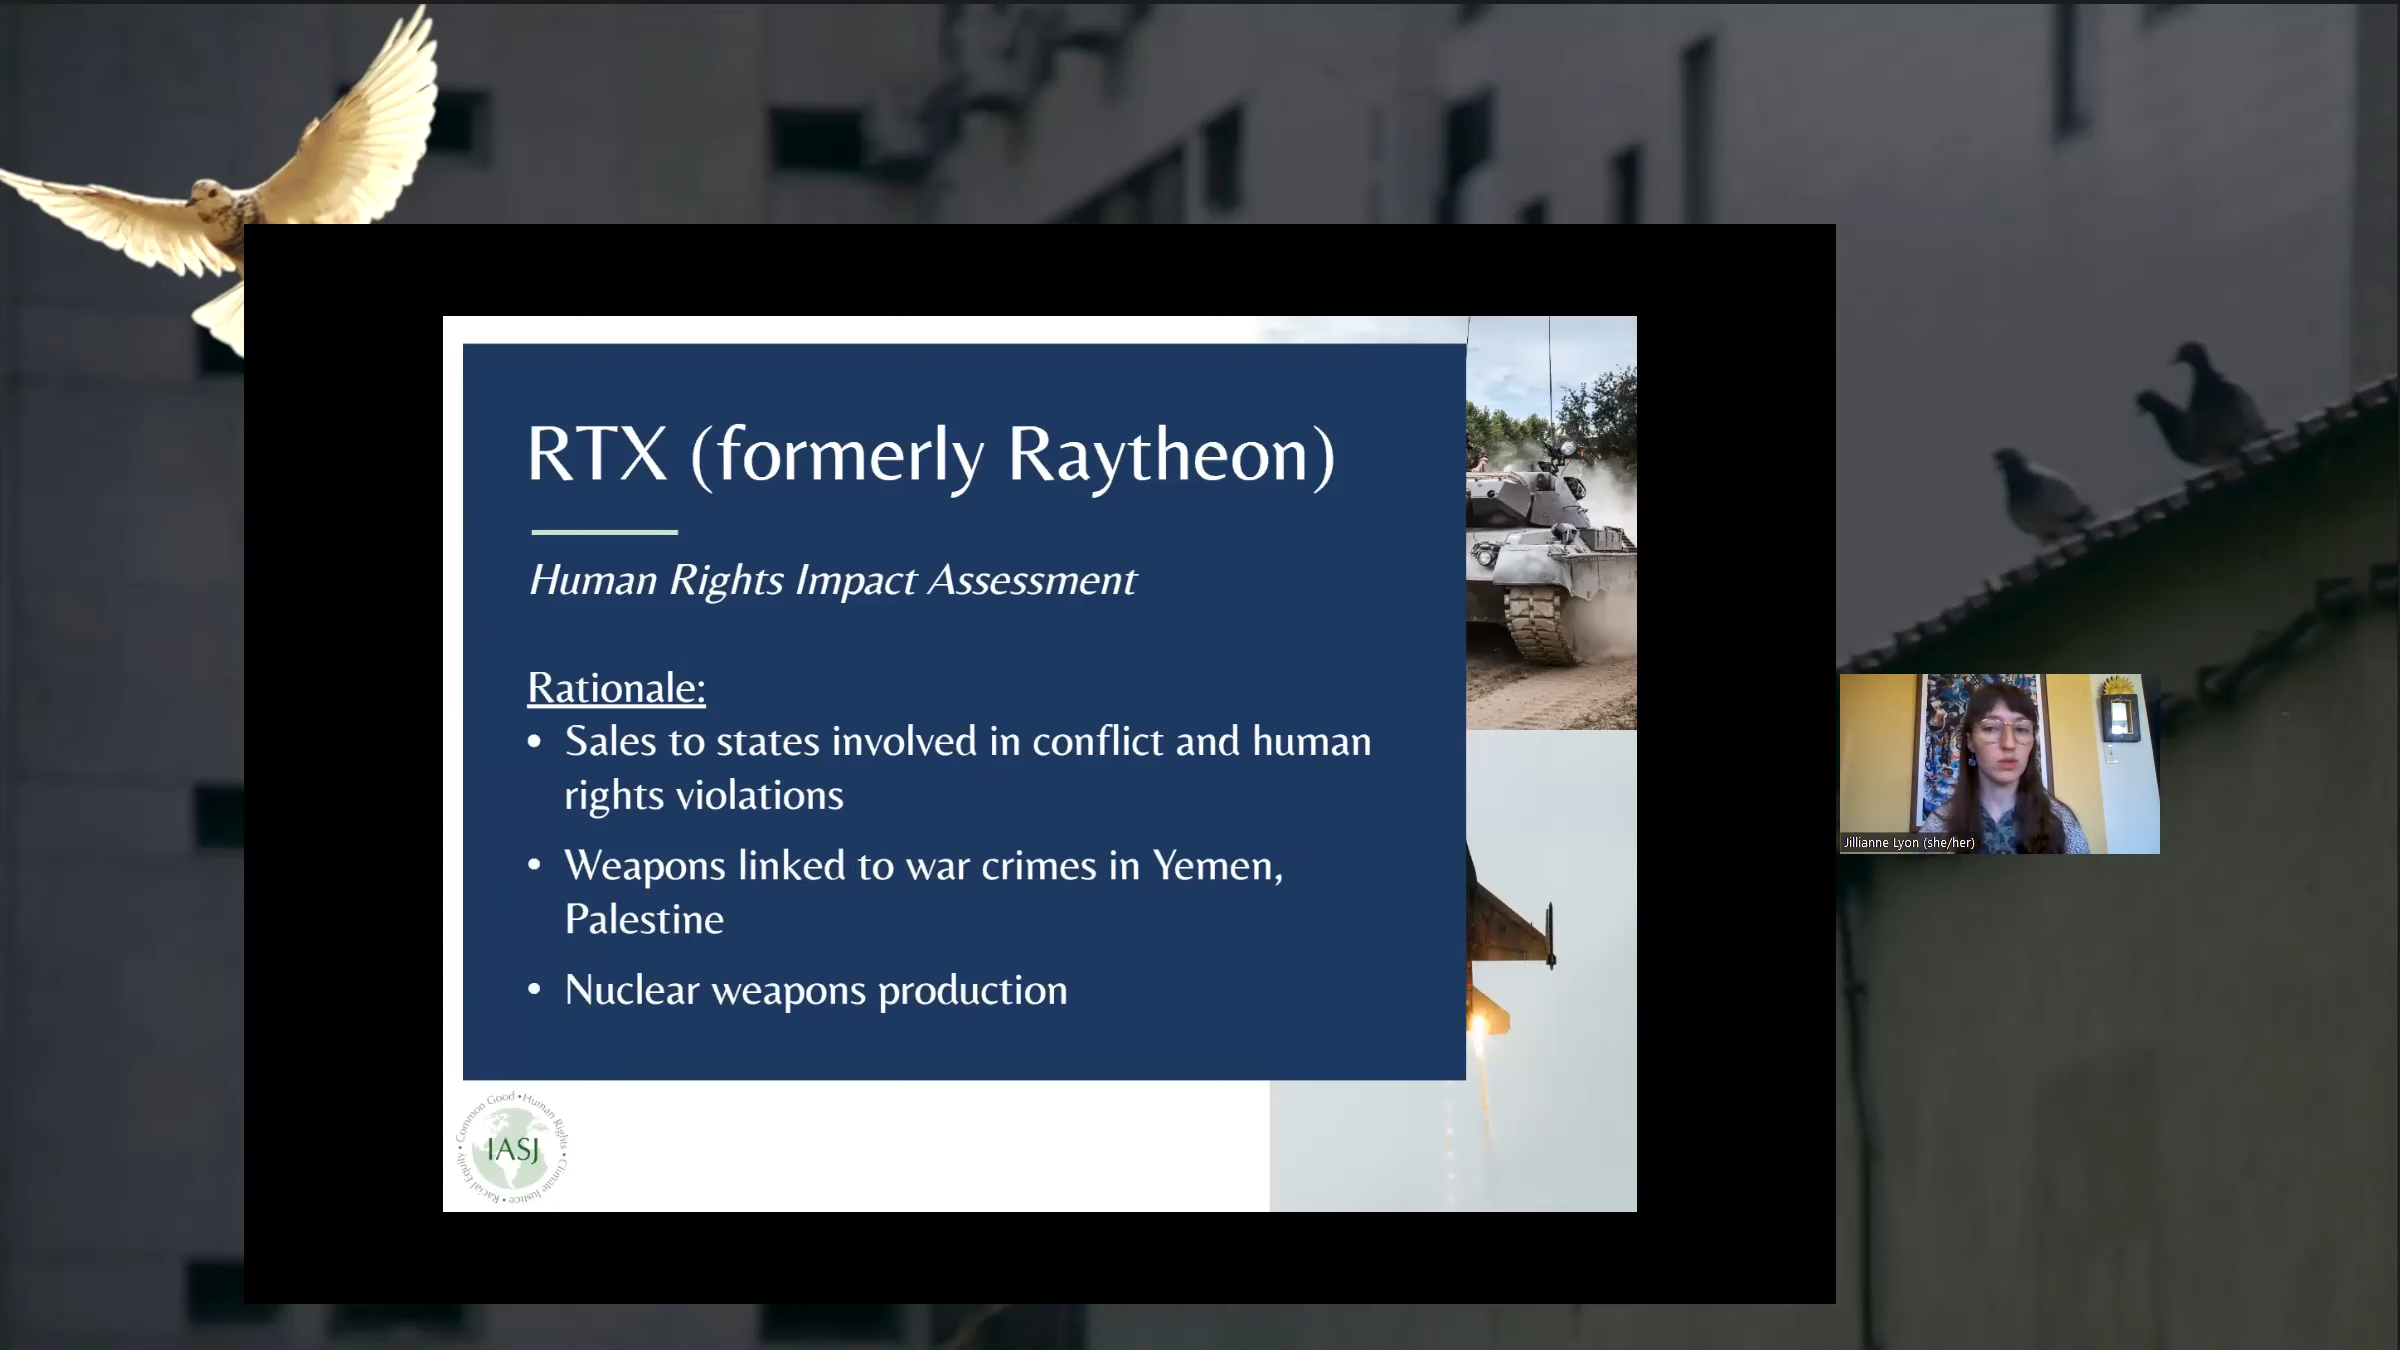 RTX (formerly Raytheon)
Human Rights Impact Assessment
Rationale:
• Sales to states involved in conflict and human
rights violations
• Weapons linked to war crimes in Yemen,
Palestine
• Nuclear weapons production
Common Good • Human Rights • Climate Justice • Racial Equity •
IASJ
Jillianne Lyon (she/her)